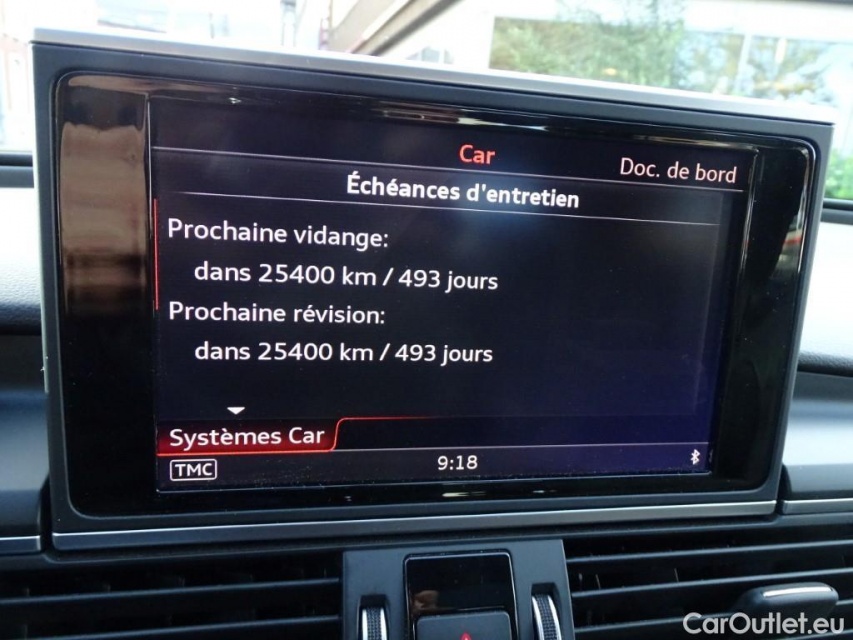 Car
Doc. de bord
Échéances d'entretien
Prochaine vidange:
dans 25400 km / 493 jours
Prochaine révision:
dans 25400 km / 493 jours
Systèmes Car
TMC
9:18
CarOutlet.eu